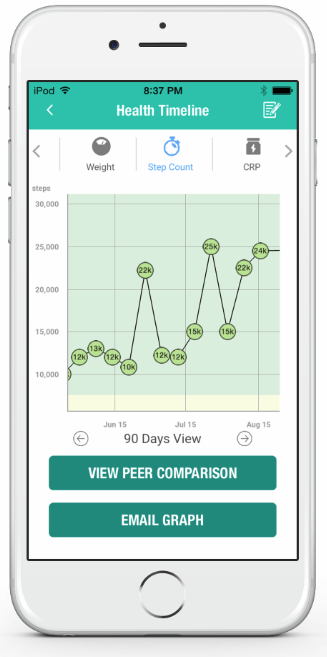 iPod 8:37 PM
Health Timeline
Weight Step Count CRP
steps
30,000
25,000
20,000
15,000
10,000
12k 13k 12k 10k 22k 12k 12k 15k 25k 15k 22k 24k
Jun 15 Jul 15 Aug 15
90 Days View
VIEW PEER COMPARISON
EMAIL GRAPH